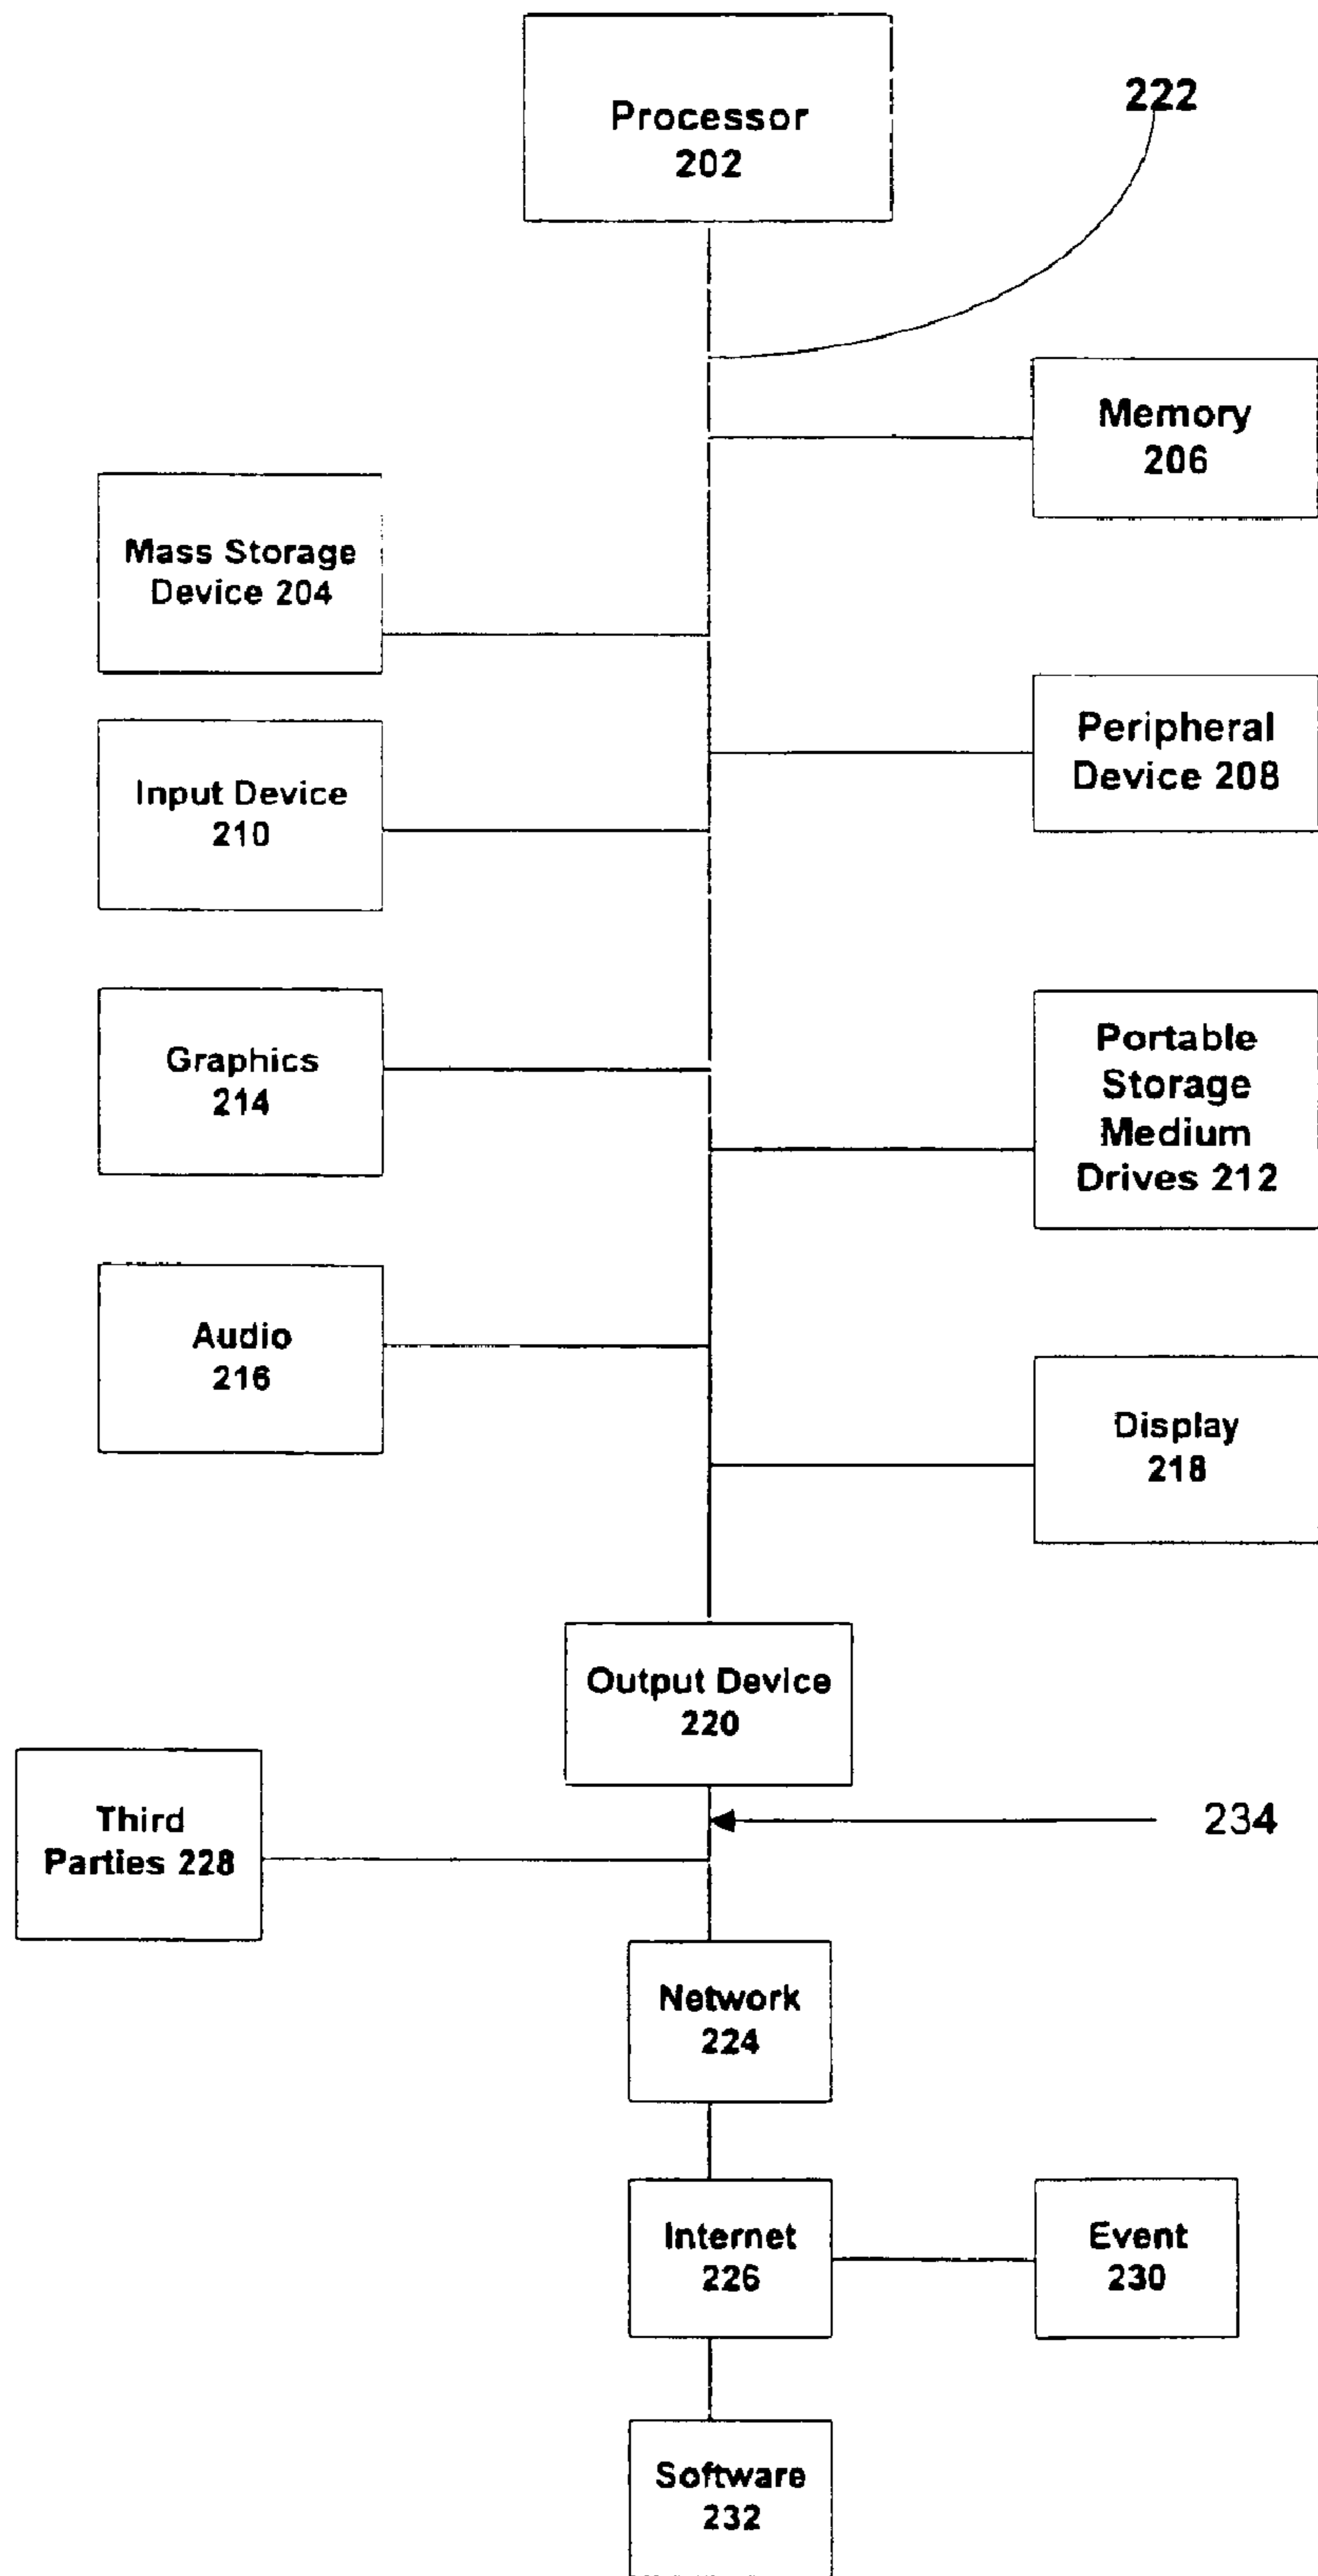 Processor
202
222
Memory
206
Mass Storage
Device 204
Peripheral
Device 208
Input Device
210
Portable
Storage
Medium
Drives 212
Graphics
214
Audio
216
Display
218
Output Device
220
Third
Parties 228
234
Network
224
Internet
226
Event
230
Software
232